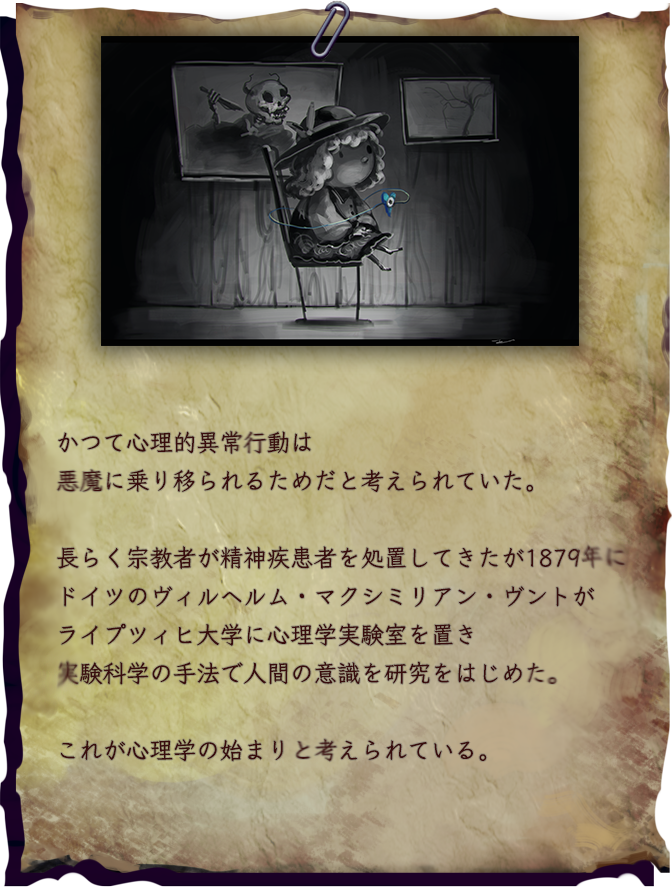 かつて心理的異常行動は
悪魔に乗り移られるためだと考えられていた。
長らく宗教者が精神疾患者を処置してきたが1879年に
ドイツのヴィルヘルム・マクシミリアン・ヴントが
ライプツィヒ大学に心理学実験室を置き
実験科学の手法で人間の意識を研究をはじめた。
これが心理学の始まりと考えられている。